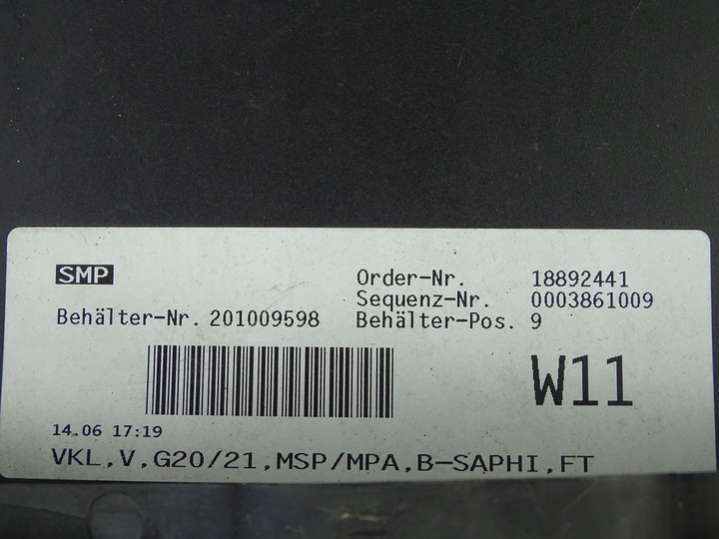 SMP
Order-Nr. 18892441
Sequenz-Nr. 0003861009
Behälter-Nr. 201009598 Behälter-Pos. 9
W11
14.06 17:19
VKL,V,G20/21,MSP/MPA,B-SAPHI,FT